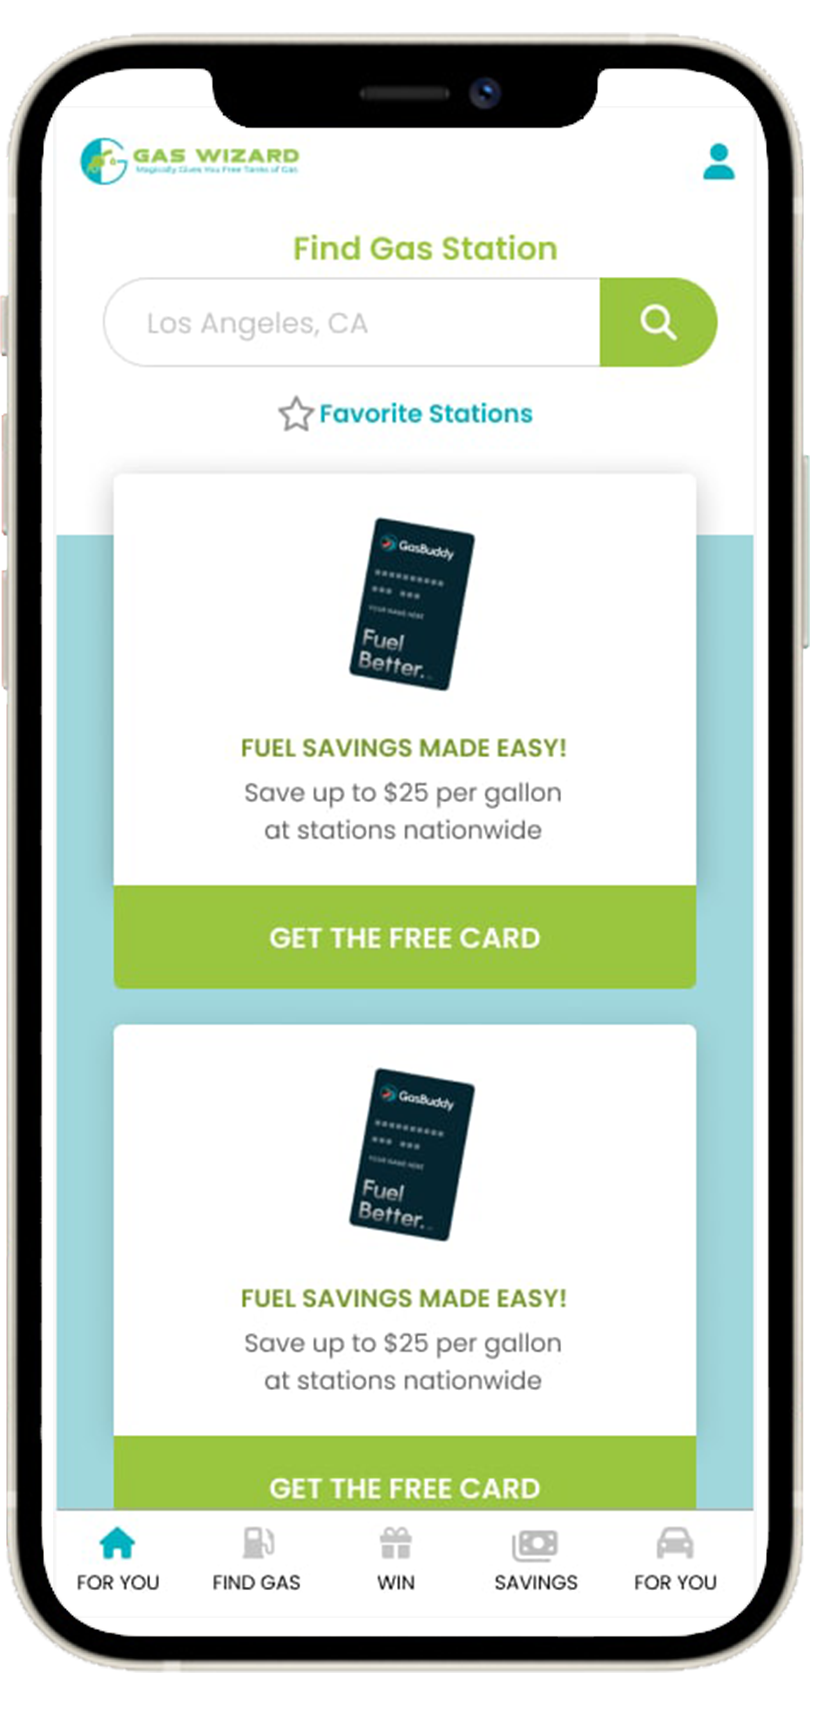 GAS WIZARD
Magically Gives You Free Tanks of Gas
Find Gas Station
Los Angeles, CA
Favorite Stations
GasBuddy
YOUR NAME HERE
Fuel
Better.
FUEL SAVINGS MADE EASY!
Save up to $25 per gallon
at stations nationwide
GET THE FREE CARD
GasBuddy
YOUR NAME HERE
Fuel
Better.
FUEL SAVINGS MADE EASY!
Save up to $25 per gallon
at stations nationwide
GET THE FREE CARD
FOR YOU
FIND GAS
WIN
SAVINGS
FOR YOU